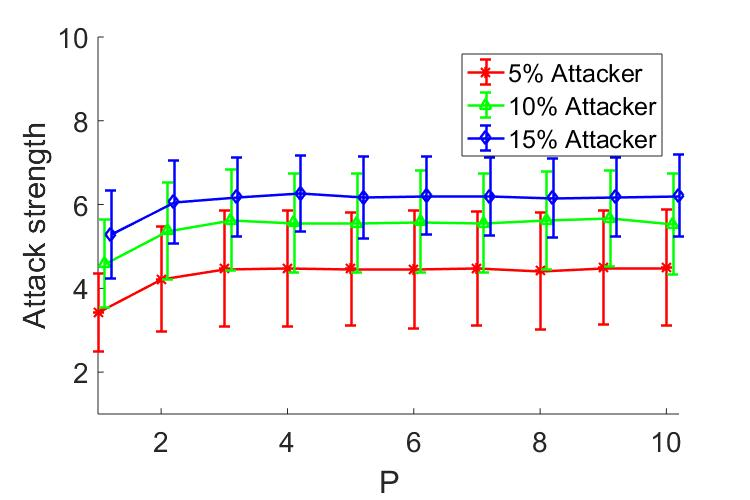 10
8
6
4
2
Attack strength
5% Attacker
10% Attacker
15% Attacker
2 4 6 8 10
P